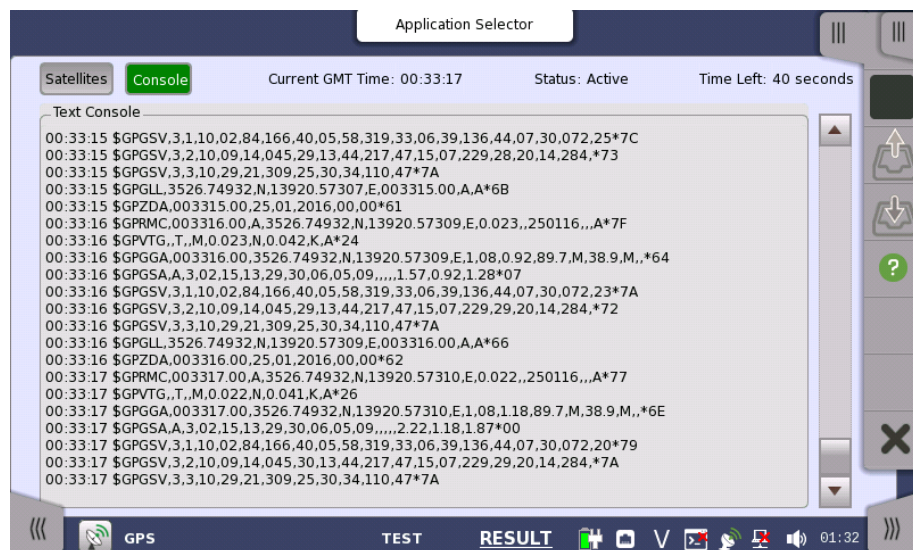 Application Selector
Satellites
Console
Current GMT Time: 00:33:17
Status: Active
Time Left: 40 seconds
Text Console
00:33:15 $GPGSV,3,1,10,02,84,166,40,05,58,319,33,06,39,136,44,07,30,072,25*7C
00:33:15 $GPGSV,3,2,10,09,14,045,29,13,44,217,47,15,07,229,28,20,14,284,*73
00:33:15 $GPGSV,3,3,10,29,21,309,25,30,34,110,47*7A
00:33:15 $GPGLL,3526.74932,N,13920.57307,E,003315.00,A,A*6B
00:33:15 $GPZDA,003315.00,25,01,2016,00,00*61
00:33:16 $GPRMC,003316.00,A,3526.74932,N,13920.57309,E,0.023,,250116,,,A*7F
00:33:16 $GPVTG,,T,,M,0.023,N,0.042,K,A*24
00:33:16 $GPGGA,003316.00,3526.74932,N,13920.57309,E,1,08,0.92,89.7,M,38.9,M,,*64
00:33:16 $GPGSA,A,3,02,15,13,29,30,06,05,09,,,,,1.57,0.92,1.28*07
00:33:16 $GPGSV,3,1,10,02,84,166,40,05,58,319,33,06,39,136,44,07,30,072,23*7A
00:33:16 $GPGSV,3,2,10,09,14,045,29,13,44,217,47,15,07,229,29,20,14,284,*72
00:33:16 $GPGSV,3,3,10,29,21,309,25,30,34,110,47*7A
00:33:16 $GPGLL,3526.74932,N,13920.57309,E,003316.00,A,A*66
00:33:16 $GPZDA,003316.00,25,01,2016,00,00*62
00:33:17 $GPRMC,003317.00,A,3526.74932,N,13920.57310,E,0.022,,250116,,,A*77
00:33:17 $GPVTG,,T,,M,0.022,N,0.041,K,A*26
00:33:17 $GPGGA,003317.00,3526.74932,N,13920.57310,E,1,08,1.18,89.7,M,38.9,M,,*6E
00:33:17 $GPGSA,A,3,02,15,13,29,30,06,05,09,,,,,2.22,1.18,1.87*00
00:33:17 $GPGSV,3,1,10,02,84,166,40,05,58,319,33,06,39,136,44,07,30,072,20*79
00:33:17 $GPGSV,3,2,10,09,14,045,30,13,44,217,47,15,07,229,29,20,14,284,*7A
00:33:17 $GPGSV,3,3,10,29,21,309,25,30,34,110,47*7A
GPS
TEST
RESULT
V
01:32